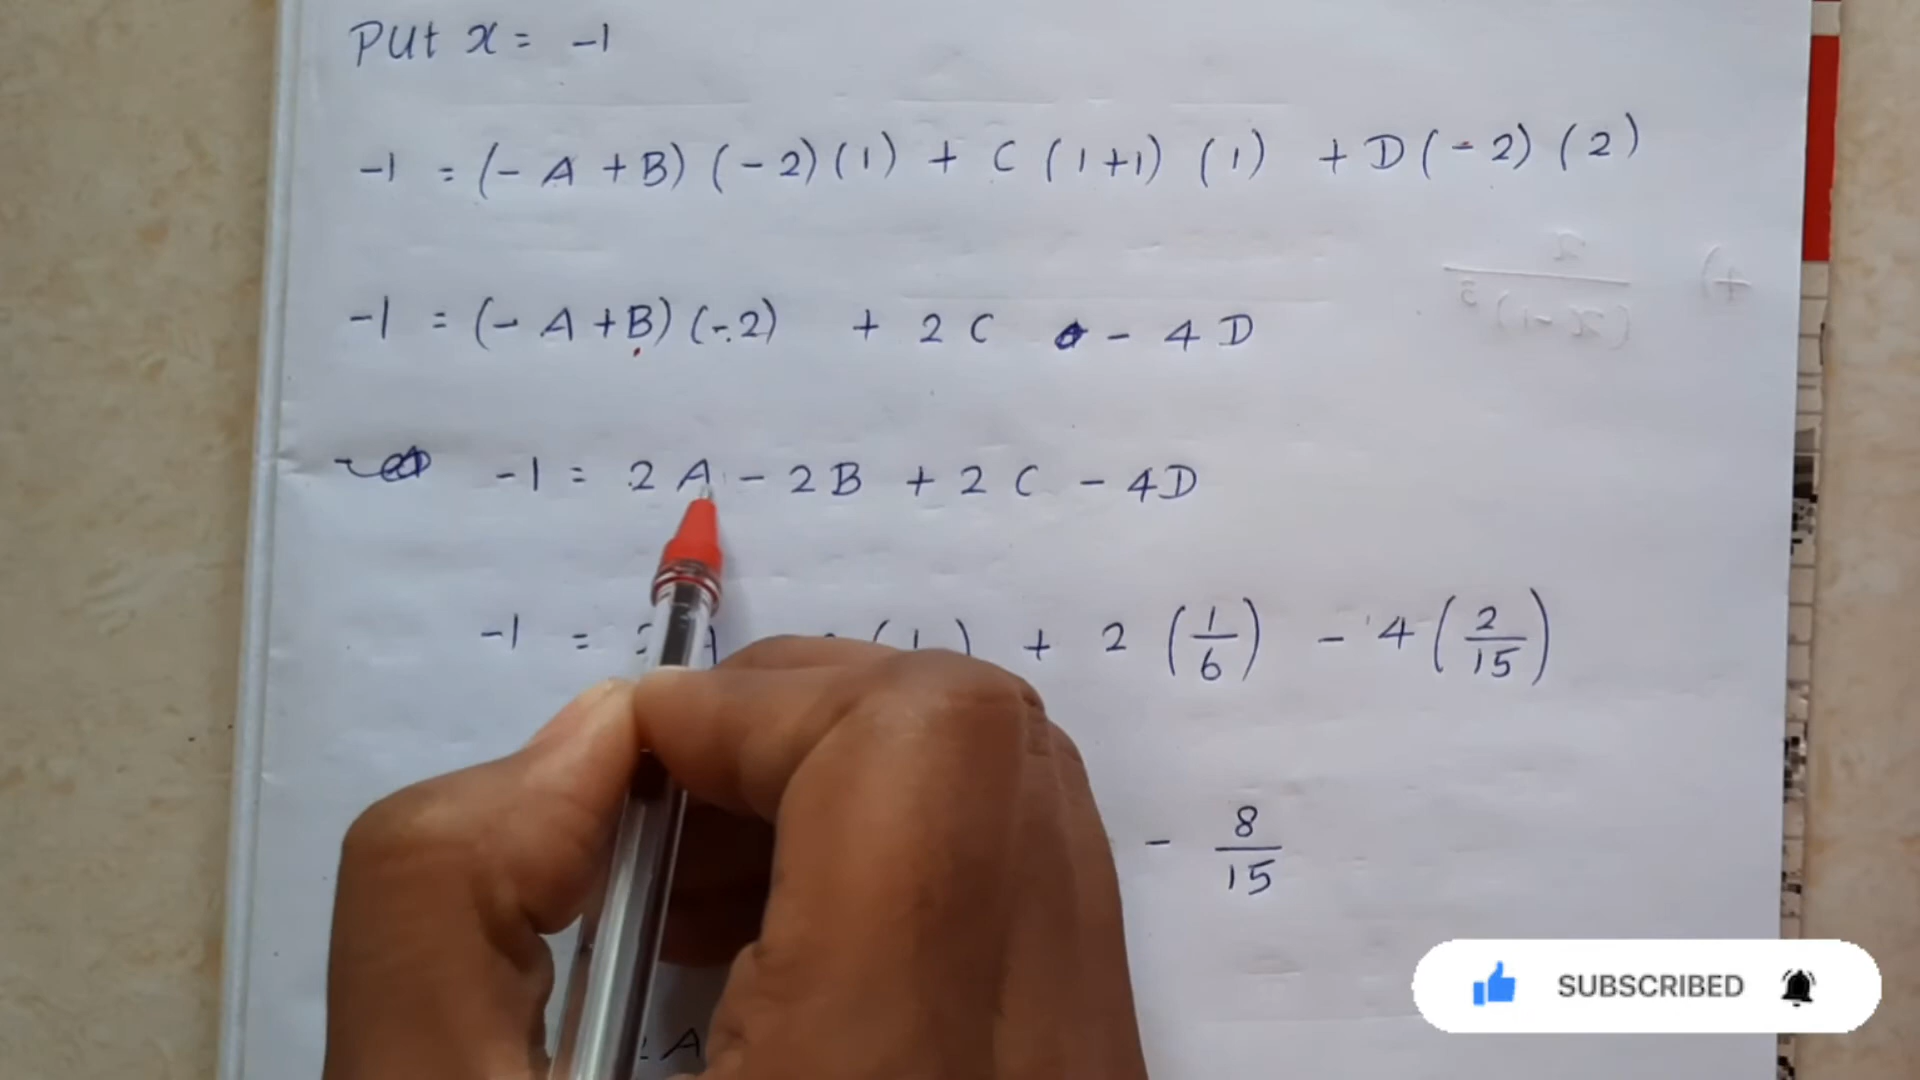 Put x = -1
-1 = (-A+B)(-2)(1) + C(1+1)(1) + D(-2)(2)
-1 = (-A+B)(-2) + 2C - 4D
-1 = 2A - 2B + 2C - 4D
-1 = + 2(1/6) - 4(2/15)
- 8/15
A
SUBSCRIBED